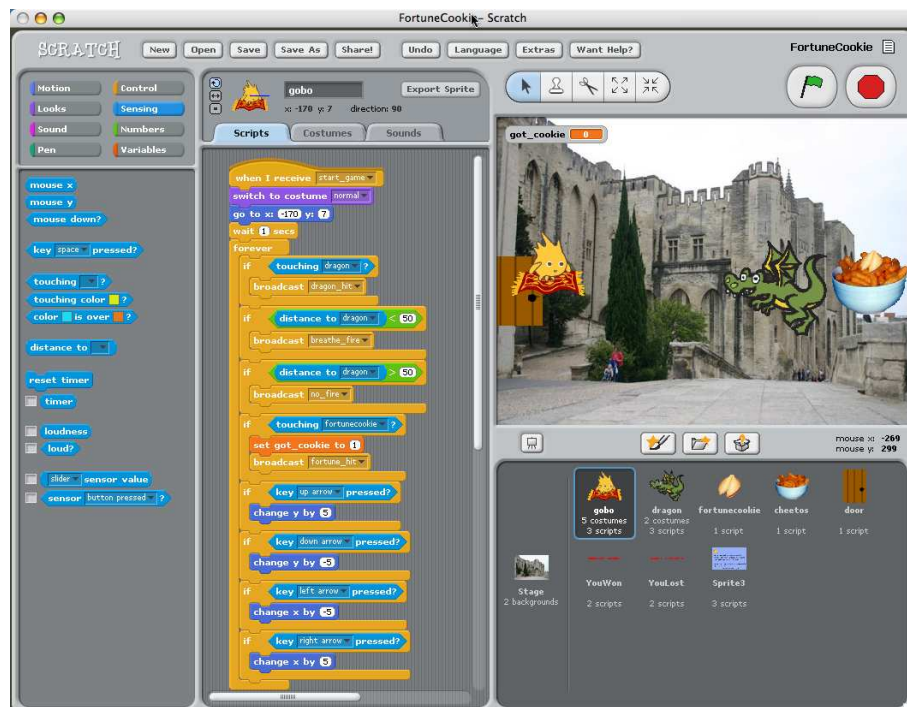 FortuneCookie- Scratch
SCRATCH
New Open Save Save As Share! Undo Language Extras Want Help?
FortuneCookie
Motion Control
Looks Sensing
Sound Numbers
Pen Variables
mouse x
mouse y
mouse down?
key space pressed?
touching ?
touching color ?
color is over ?
distance to
reset timer
timer
loudness
loud?
slider sensor value
sensor button pressed ?
gobo
Export Sprite
x: -170 y: 7 direction: 90
Scripts Costumes Sounds
when I receive start_game
switch to costume normal
go to x: -170 y: 7
wait 1 secs
forever
if touching dragon ?
broadcast dragon_hit
if distance to dragon < 50
broadcast breathe_fire
if distance to dragon > 50
broadcast no_fire
if touching fortunecookie ?
set got_cookie to 1
broadcast fortune_hit
if key up arrow pressed?
change y by 5
if key down arrow pressed?
change y by -5
if key left arrow pressed?
change x by -5
if key right arrow pressed?
change x by 5
got_cookie 0
mouse x: -269
mouse y: 299
gobo
5 costumes
3 scripts
dragon
2 costumes
3 scripts
fortunecookie
1 script
cheetos
1 script
door
1 script
Stage
2 backgrounds
YouWon
2 scripts
YouLost
2 scripts
Sprite3
3 scripts